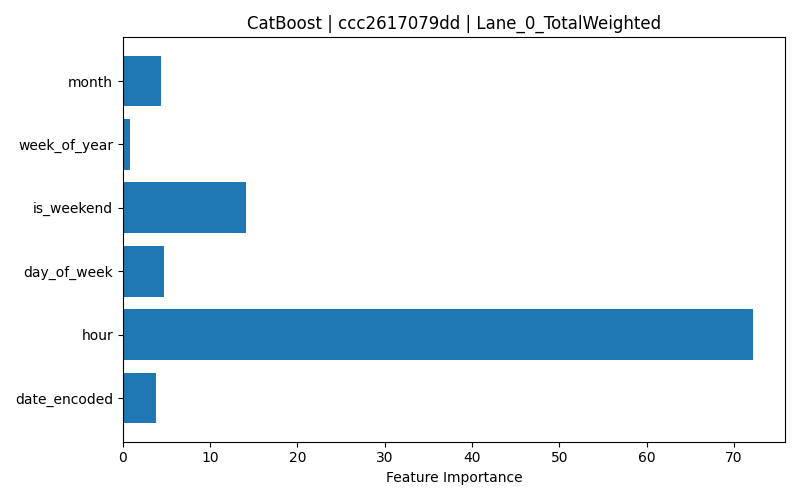 CatBoost | ccc2617079dd | Lane_0_TotalWeighted
month
week_of_year
is_weekend
day_of_week
hour
date_encoded
0 10 20 30 40 50 60 70
Feature Importance